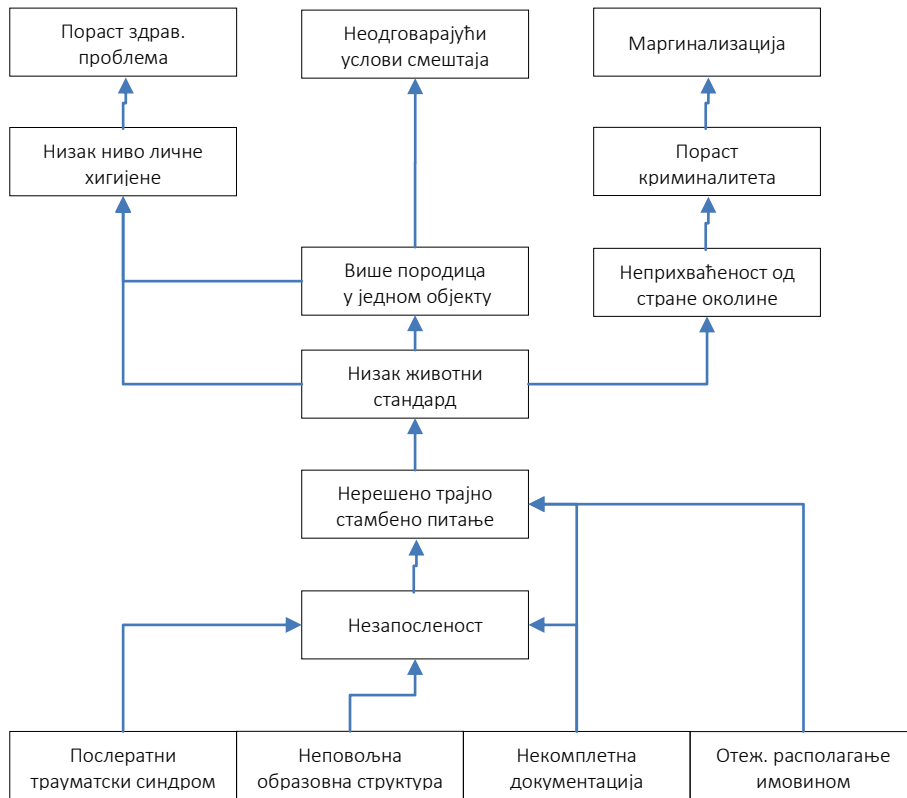 Пораст здрав.
проблема
Неодговарајући
услови смештаја
Маргинализација
Низак ниво личне
хигијене
Пораст
криминалитета
Више породица
у једном објекту
Неприхваћеност од
стране околине
Низак животни
стандард
Нерешено трајно
стамбено питање
Незапосленост
Послератни
трауматски синдром
Неповољна
образовна структура
Некомплетна
документација
Отеж. располагање
имовином